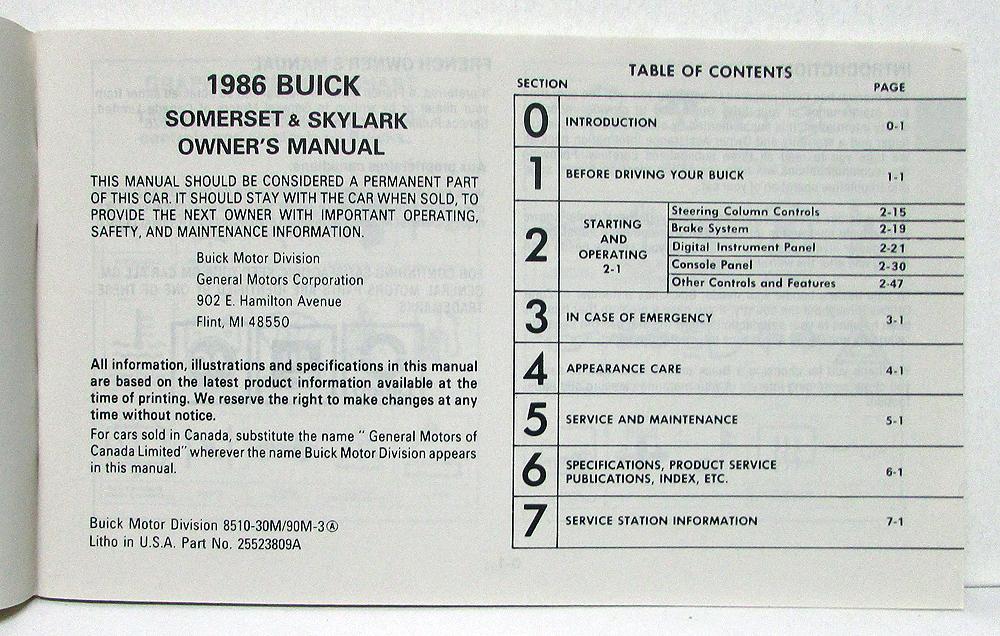 1986 BUICK
SOMERSET & SKYLARK
OWNER'S MANUAL
THIS MANUAL SHOULD BE CONSIDERED A PERMANENT PART
OF THIS CAR. IT SHOULD STAY WITH THE CAR WHEN SOLD, TO
PROVIDE THE NEXT OWNER WITH IMPORTANT OPERATING,
SAFETY, AND MAINTENANCE INFORMATION.
Buick Motor Division
General Motors Corporation
902 E. Hamilton Avenue
Flint, MI 48550
All information, illustrations and specifications in this manual
are based on the latest product information available at the
time of printing. We reserve the right to make changes at any
time without notice.
For cars sold in Canada, substitute the name " General Motors of
Canada Limited" wherever the name Buick Motor Division appears
in this manual.
Buick Motor Division 8510-30M/90M-3Ⓐ
Litho in U.S.A. Part No. 25523809A
TABLE OF CONTENTS
SECTION PAGE
0 INTRODUCTION 0-1
1 BEFORE DRIVING YOUR BUICK 1-1
2 STARTING
AND
OPERATING
2-1
Steering Column Controls 2-15
Brake System 2-19
Digital Instrument Panel 2-21
Console Panel 2-30
Other Controls and Features 2-47
3 IN CASE OF EMERGENCY 3-1
4 APPEARANCE CARE 4-1
5 SERVICE AND MAINTENANCE 5-1
6 SPECIFICATIONS, PRODUCT SERVICE
PUBLICATIONS, INDEX, ETC. 6-1
7 SERVICE STATION INFORMATION 7-1